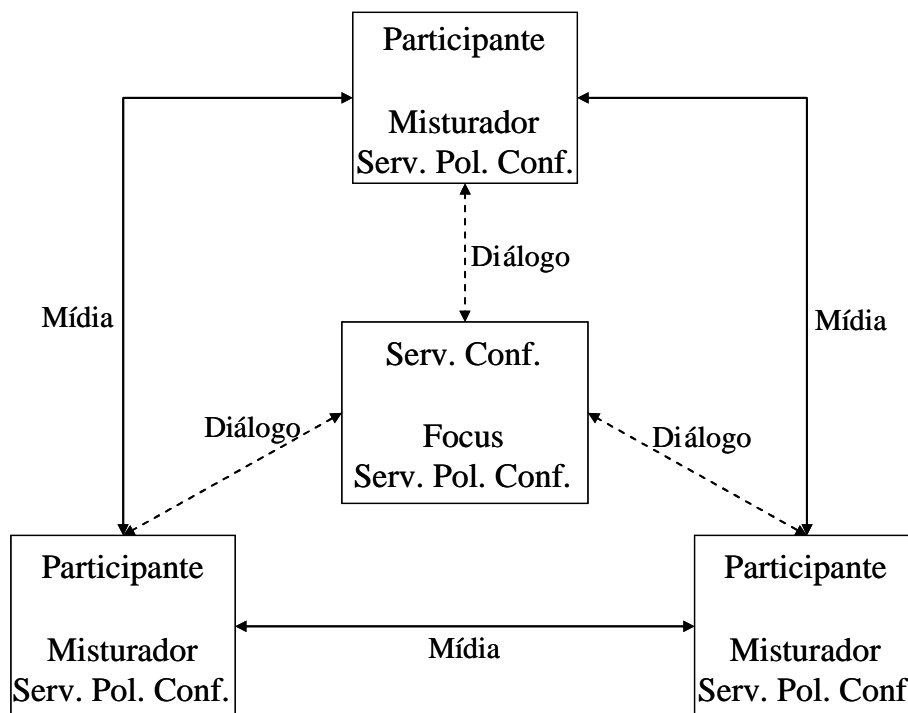 Participante
Misturador
Serv. Pol. Conf.
Diálogo
Mídia
Mídia
Serv. Conf.
Focus
Serv. Pol. Conf.
Diálogo
Diálogo
Participante
Misturador
Serv. Pol. Conf.
Mídia
Participante
Misturador
Serv. Pol. Conf